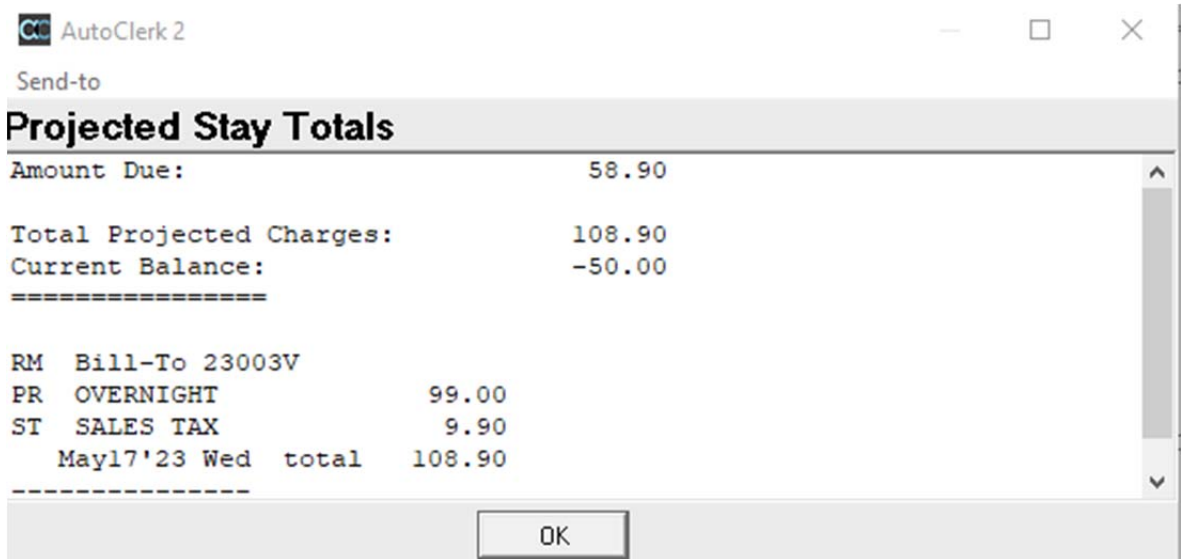 AutoClerk 2
Send-to
Projected Stay Totals
Amount Due: 58.90
Total Projected Charges: 108.90
Current Balance: -50.00
================
RM Bill-To 23003V
PR OVERNIGHT 99.00
ST SALES TAX 9.90
May17'23 Wed total 108.90
---------------
OK